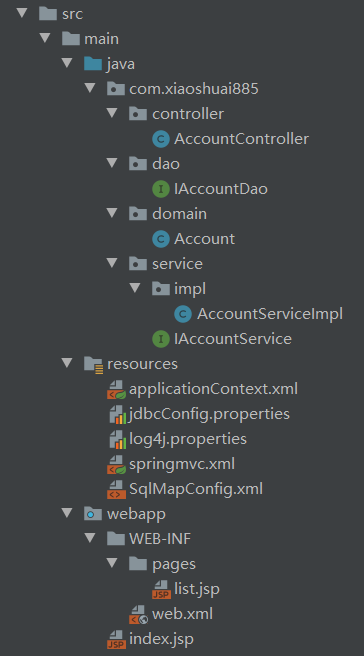 src
main
java
com.xiaoshuai885
controller
AccountController
dao
IAccountDao
domain
Account
service
impl
AccountServiceImpl
IAccountService
resources
applicationContext.xml
jdbcConfig.properties
log4j.properties
springmvc.xml
SqlMapConfig.xml
webapp
WEB-INF
pages
list.jsp
web.xml
index.jsp